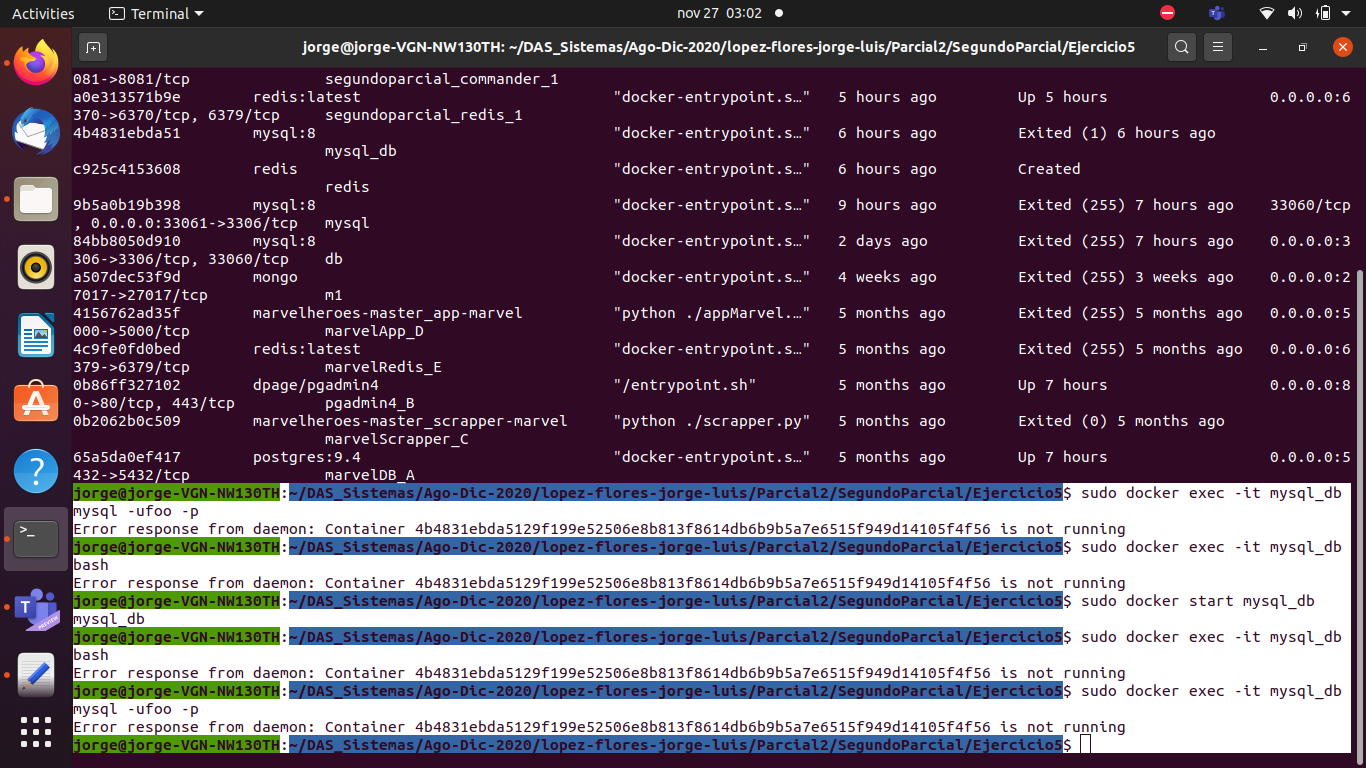 Activities Terminal nov 27 03:02
jorge@jorge-VGN-NW130TH: ~/DAS_Sistemas/Ago-Dic-2020/lopez-flores-jorge-luis/Parcial2/SegundoParcial/Ejercicio5
081->8081/tcp segundoparcial_commander_1
a0e313571b9e redis:latest "docker-entrypoint.s…" 5 hours ago Up 5 hours 0.0.0.0:6
370->6370/tcp, 6379/tcp segundoparcial_redis_1
4b4831ebda51 mysql:8 "docker-entrypoint.s…" 6 hours ago Exited (1) 6 hours ago
mysql_db
c925c4153608 redis "docker-entrypoint.s…" 6 hours ago Created
redis
9b5a0b19b398 mysql:8 "docker-entrypoint.s…" 9 hours ago Exited (255) 7 hours ago 33060/tcp
, 0.0.0.0:33061->3306/tcp mysql
84bb8050d910 mysql:8 "docker-entrypoint.s…" 2 days ago Exited (255) 7 hours ago 0.0.0.0:3
306->3306/tcp, 33060/tcp db
a507dec53f9d mongo "docker-entrypoint.s…" 4 weeks ago Exited (255) 3 weeks ago 0.0.0.0:2
7017->27017/tcp m1
4156762ad35f marvelheroes-master_app-marvel "python ./appMarvel.…" 5 months ago Exited (255) 5 months ago 0.0.0.0:5
000->5000/tcp marvelApp_D
4c9fe0fd0bed redis:latest "docker-entrypoint.s…" 5 months ago Exited (255) 5 months ago 0.0.0.0:6
379->6379/tcp marvelRedis_E
0b86ff327102 dpage/pgadmin4 "/entrypoint.sh" 5 months ago Up 7 hours 0.0.0.0:8
0->80/tcp, 443/tcp pgadmin4_B
0b2062b0c509 marvelheroes-master_scrapper-marvel "python ./scrapper.py" 5 months ago Exited (0) 5 months ago
marvelScrapper_C
65a5da0ef417 postgres:9.4 "docker-entrypoint.s…" 5 months ago Up 7 hours 0.0.0.0:5
432->5432/tcp marvelDB_A
jorge@jorge-VGN-NW130TH:~/DAS_Sistemas/Ago-Dic-2020/lopez-flores-jorge-luis/Parcial2/SegundoParcial/Ejercicio5$ sudo docker exec -it mysql_db
mysql -ufoo -p
Error response from daemon: Container 4b4831ebda5129f199e52506e8b813f8614db6b9b5a7e6515f949d14105f4f56 is not running
jorge@jorge-VGN-NW130TH:~/DAS_Sistemas/Ago-Dic-2020/lopez-flores-jorge-luis/Parcial2/SegundoParcial/Ejercicio5$ sudo docker exec -it mysql_db
bash
Error response from daemon: Container 4b4831ebda5129f199e52506e8b813f8614db6b9b5a7e6515f949d14105f4f56 is not running
jorge@jorge-VGN-NW130TH:~/DAS_Sistemas/Ago-Dic-2020/lopez-flores-jorge-luis/Parcial2/SegundoParcial/Ejercicio5$ sudo docker start mysql_db
mysql_db
jorge@jorge-VGN-NW130TH:~/DAS_Sistemas/Ago-Dic-2020/lopez-flores-jorge-luis/Parcial2/SegundoParcial/Ejercicio5$ sudo docker exec -it mysql_db
bash
Error response from daemon: Container 4b4831ebda5129f199e52506e8b813f8614db6b9b5a7e6515f949d14105f4f56 is not running
jorge@jorge-VGN-NW130TH:~/DAS_Sistemas/Ago-Dic-2020/lopez-flores-jorge-luis/Parcial2/SegundoParcial/Ejercicio5$ sudo docker exec -it mysql_db
mysql -ufoo -p
Error response from daemon: Container 4b4831ebda5129f199e52506e8b813f8614db6b9b5a7e6515f949d14105f4f56 is not running
jorge@jorge-VGN-NW130TH:~/DAS_Sistemas/Ago-Dic-2020/lopez-flores-jorge-luis/Parcial2/SegundoParcial/Ejercicio5$